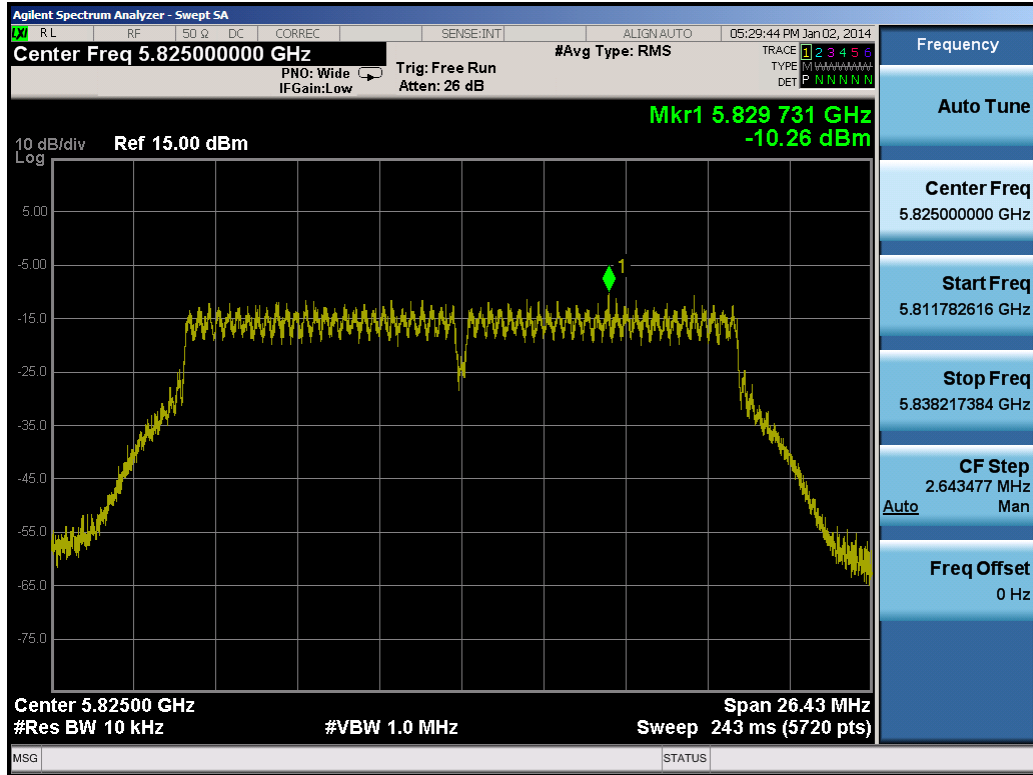 Agilent Spectrum Analyzer - Swept SA
LXI RL RF 50 Ω DC CORREC SENSE:INT ALIGN AUTO 05:29:44 PM Jan 02, 2014
Center Freq 5.825000000 GHz
#Avg Type: RMS
TRACE 1 2 3 4 5 6
PNO: Wide
Trig: Free Run
TYPE M WWWWW
IFGain:Low
Atten: 26 dB
DET P N N N N N
Frequency
Mkr1 5.829 731 GHz
-10.26 dBm
10 dB/div Ref 15.00 dBm
Log
5.00
-5.00
-15.0
-25.0
-35.0
-45.0
-55.0
-65.0
-75.0
1
Center 5.82500 GHz
Span 26.43 MHz
#Res BW 10 kHz
#VBW 1.0 MHz
Sweep 243 ms (5720 pts)
MSG
STATUS
Auto Tune
Center Freq
5.825000000 GHz
Start Freq
5.811782616 GHz
Stop Freq
5.838217384 GHz
CF Step
2.643477 MHz
Auto Man
Freq Offset
0 Hz